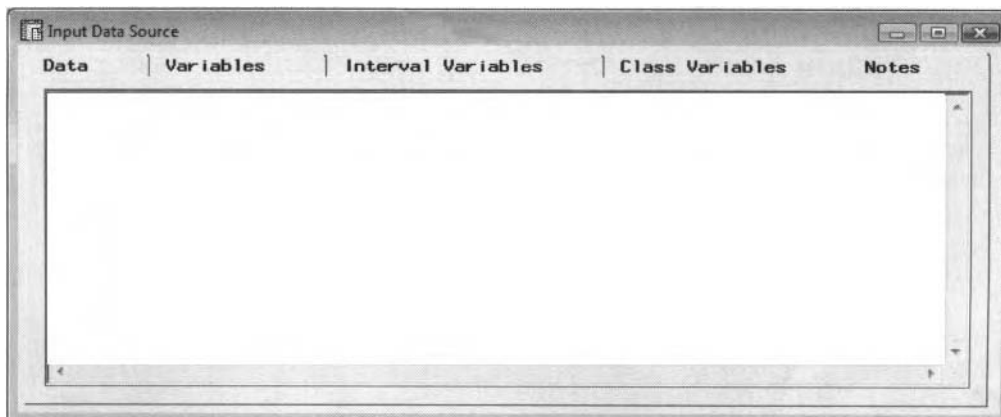 Input Data Source
Data Variables Interval Variables Class Variables Notes